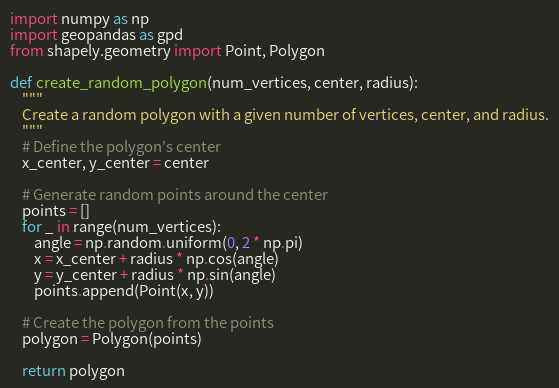 import numpy as np
import geopandas as gpd
from shapely.geometry import Point, Polygon

def create_random_polygon(num_vertices, center, radius):
    """
    Create a random polygon with a given number of vertices, center, and radius.
    """
    # Define the polygon's center
    x_center, y_center = center

    # Generate random points around the center
    points = []
    for _ in range(num_vertices):
        angle = np.random.uniform(0, 2 * np.pi)
        x = x_center + radius * np.cos(angle)
        y = y_center + radius * np.sin(angle)
        points.append(Point(x, y))

    # Create the polygon from the points
    polygon = Polygon(points)

    return polygon